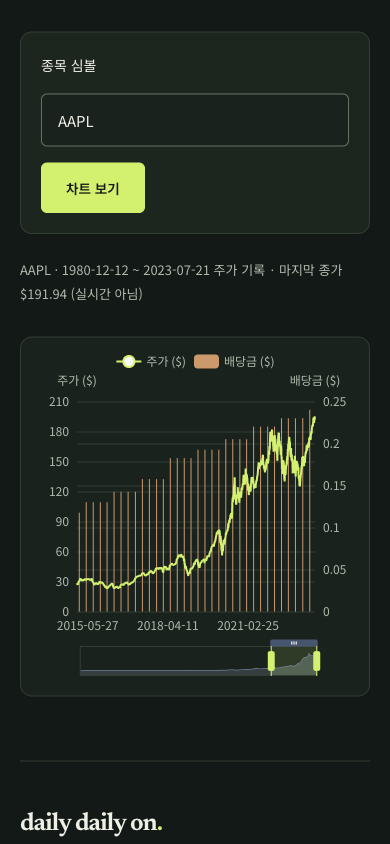 종목 심볼
AAPL
차트 보기
AAPL · 1980-12-12 ~ 2023-07-21 주가 기록 · 마지막 종가
$191.94 (실시간 아님)
주가 ($) 배당금 ($)
주가 ($) 배당금 ($)
210 0.25
180 0.2
150 0.15
120
90 0.1
60 0.05
30
0 0
2015-05-27 2018-04-11 2021-02-25
daily daily on.